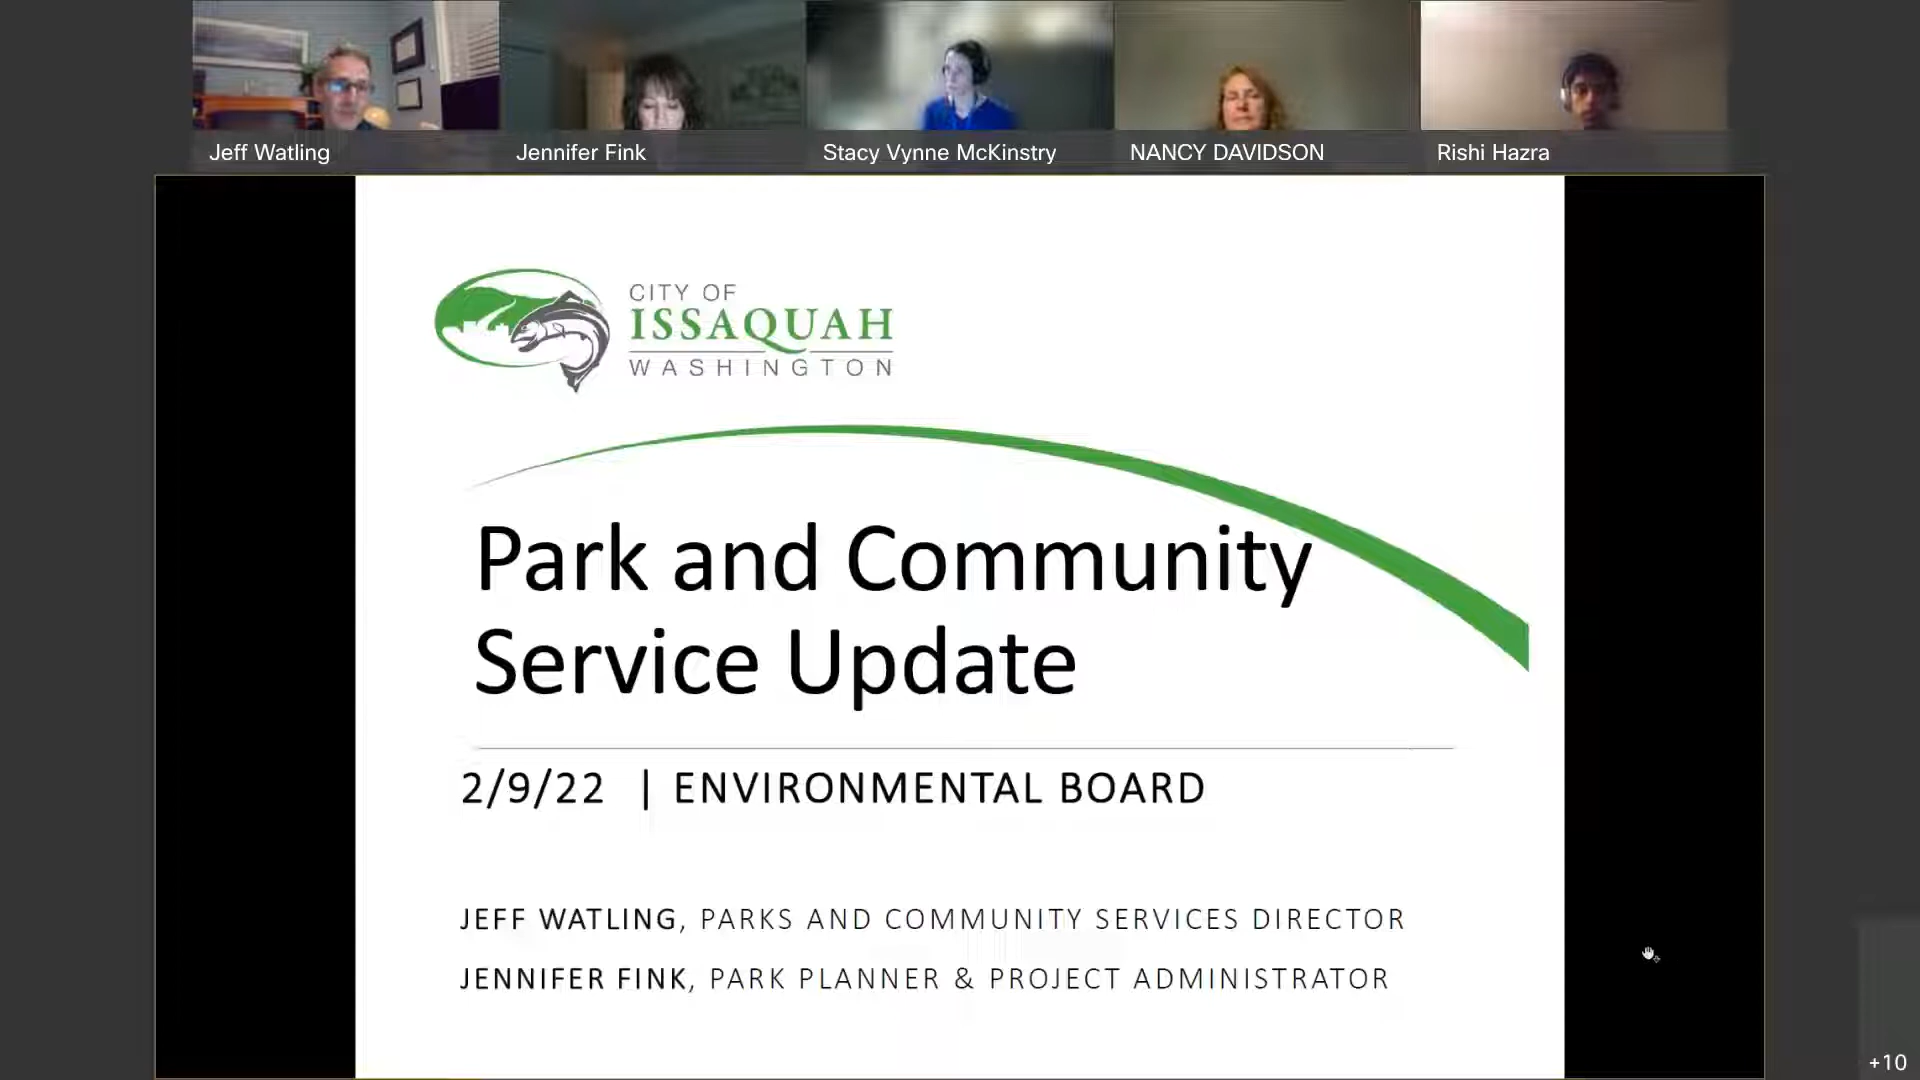 Jeff Watling
Jennifer Fink
Stacy Vynne McKinstry
NANCY DAVIDSON
Rishi Hazra
CITY OF
ISSAQUAH
WASHINGTON
Park and Community
Service Update
2/9/22 | ENVIRONMENTAL BOARD
JEFF WATLING, PARKS AND COMMUNITY SERVICES DIRECTOR
JENNIFER FINK, PARK PLANNER & PROJECT ADMINISTRATOR
+10